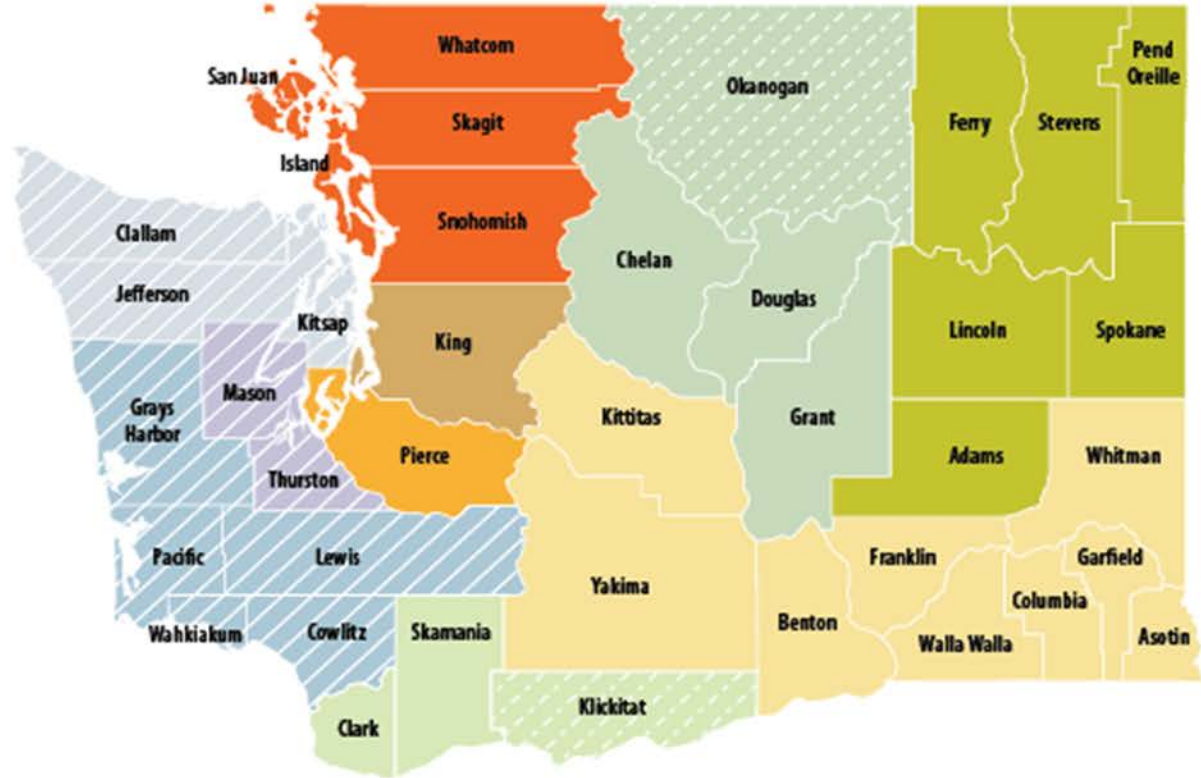 Whatcom
Pend
Oreille
San Juan
Okanogan
Skagit
Ferry
Stevens
Island
Snohomish
Clallam
Chelan
Jefferson
Douglas
Kitsap
King
Lincoln
Spokane
Mason
Grays
Harbor
Kittitas
Grant
Pierce
Adams
Whitman
Thurston
Pacific
Lewis
Franklin
Garfield
Yakima
Columbia
Wahkiakum
Cowlitz
Skamania
Benton
Walla Walla
Asotin
Klickitat
Clark